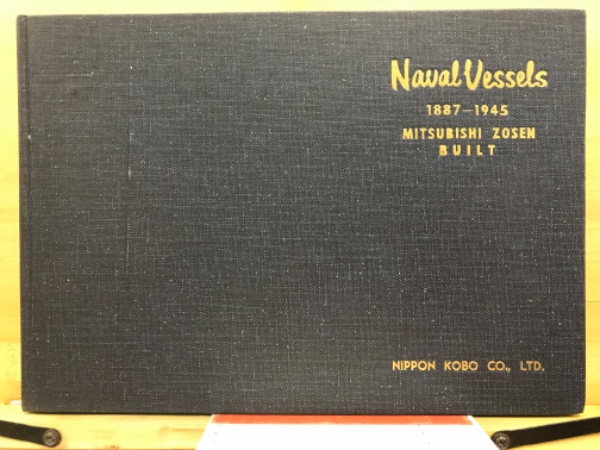 Naval Vessels
1887-1945
MITSUBISHI ZOSEN
BUILT
NIPPON KOBO CO., LTD.